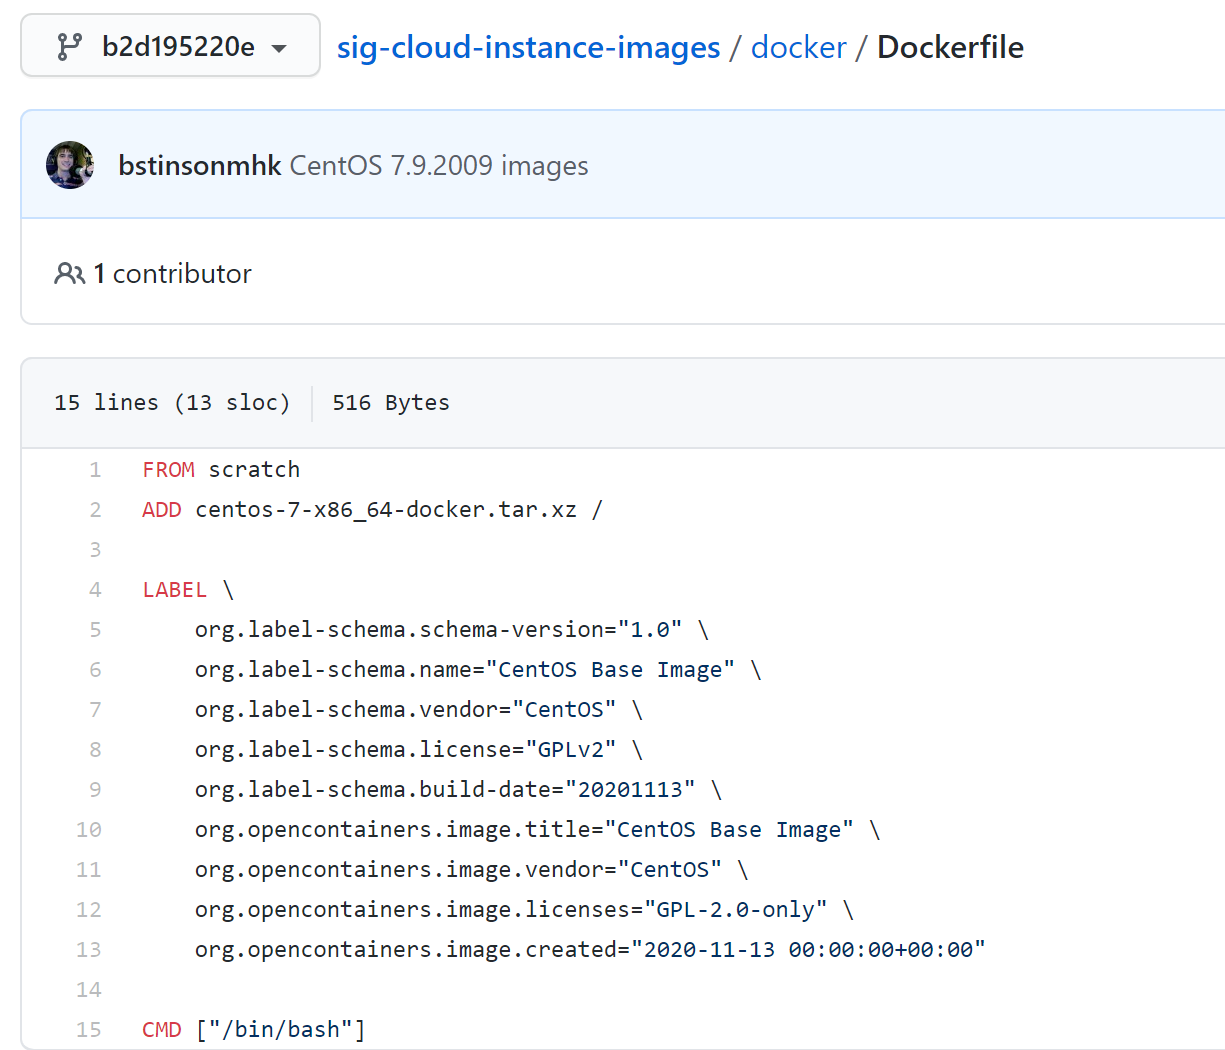 b2d195220e sig-cloud-instance-images / docker / Dockerfile
bstinsonmhk CentOS 7.9.2009 images
1 contributor
15 lines (13 sloc) 516 Bytes
1 FROM scratch
2 ADD centos-7-x86_64-docker.tar.xz /
3
4 LABEL \
5 org.label-schema.schema-version="1.0" \
6 org.label-schema.name="CentOS Base Image" \
7 org.label-schema.vendor="CentOS" \
8 org.label-schema.license="GPLv2" \
9 org.label-schema.build-date="20201113" \
10 org.opencontainers.image.title="CentOS Base Image" \
11 org.opencontainers.image.vendor="CentOS" \
12 org.opencontainers.image.licenses="GPL-2.0-only" \
13 org.opencontainers.image.created="2020-11-13 00:00:00+00:00"
14
15 CMD ["/bin/bash"]